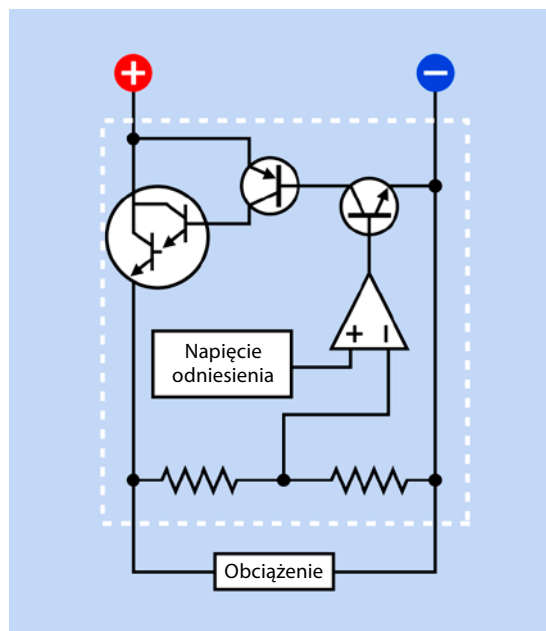 + −
Napięcie
odniesienia
+ −
Obciążenie